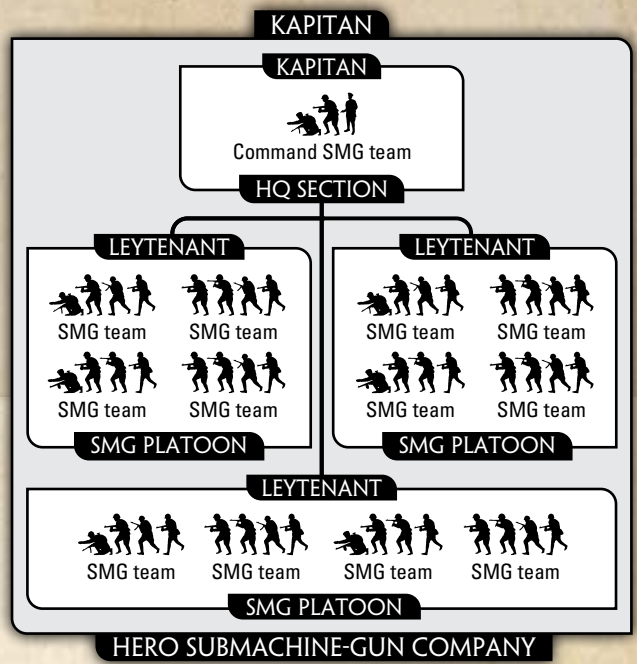 KAPITAN
KAPITAN
Command SMG team
HQ SECTION
LEYTENANT
SMG team SMG team
SMG team SMG team
SMG PLATOON
LEYTENANT
SMG team SMG team
SMG team SMG team
SMG PLATOON
LEYTENANT
SMG team SMG team SMG team SMG team
SMG PLATOON
HERO SUBMACHINE-GUN COMPANY